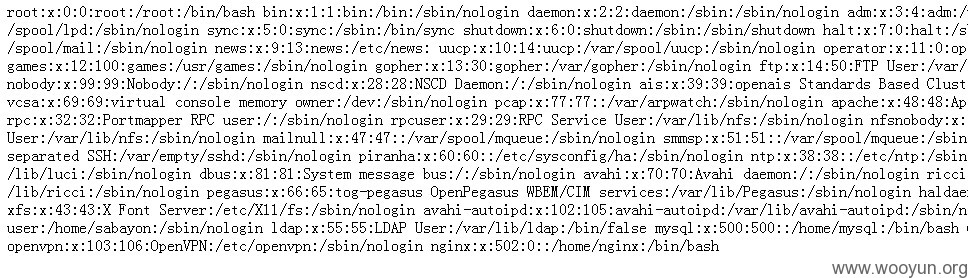 root:x:0:0:root:/root:/bin/bash bin:x:1:1:bin:/bin:/sbin/nologin daemon:x:2:2:daemon:/sbin:/sbin/nologin adm:x:3:4:adm:/
/spool/lpd:/sbin/nologin sync:x:5:0:sync:/sbin:/bin/sync shutdown:x:6:0:shutdown:/sbin:/sbin/shutdown halt:x:7:0:halt:/s
/spool/mail:/sbin/nologin news:x:9:13:news:/etc/news: uucp:x:10:14:uucp:/var/spool/uucp:/sbin/nologin operator:x:11:0:op
games:x:12:100:games:/usr/games:/sbin/nologin gopher:x:13:30:gopher:/var/gopher:/sbin/nologin ftp:x:14:50:FTP User:/var/
nobody:x:99:99:Nobody:/:/sbin/nologin nscd:x:28:28:NSCD Daemon:/:/sbin/nologin ais:x:39:39:openais Standards Based Clust
vcsa:x:69:69:virtual console memory owner:/dev:/sbin/nologin pcap:x:77:77::/var/arpwatch:/sbin/nologin apache:x:48:48:Ap
rpc:x:32:32:Portmapper RPC user:/:/sbin/nologin rpcuser:x:29:29:RPC Service User:/var/lib/nfs:/sbin/nologin nfsnobody:x:
User:/var/lib/nfs:/sbin/nologin mailnull:x:47:47::/var/spool/mqueue:/sbin/nologin smmsp:x:51:51::/var/spool/mqueue:/sbin
separated SSH:/var/empty/sshd:/sbin/nologin piranha:x:60:60::/etc/sysconfig/ha:/sbin/nologin ntp:x:38:38::/etc/ntp:/sbin
/lib/luci:/sbin/nologin dbus:x:81:81:System message bus:/:/sbin/nologin avahi:x:70:70:Avahi daemon:/:/sbin/nologin ricci
/lib/ricci:/sbin/nologin pegasus:x:66:65:tog-pegasus OpenPegasus WBEM/CIM services:/var/lib/Pegasus:/sbin/nologin haldae
xfs:x:43:43:X Font Server:/etc/X11/fs:/sbin/nologin avahi-autoipd:x:102:105:avahi-autoipd:/var/lib/avahi-autoipd:/sbin/n
user:/home/sabayon:/sbin/nologin ldap:x:55:55:LDAP User:/var/lib/ldap:/bin/false mysql:x:500:500::/home/mysql:/bin/bash
openvpn:x:103:106:OpenVPN:/etc/openvpn:/sbin/nologin nginx:x:502:0::/home/nginx:/bin/bash
www.wooyun.org